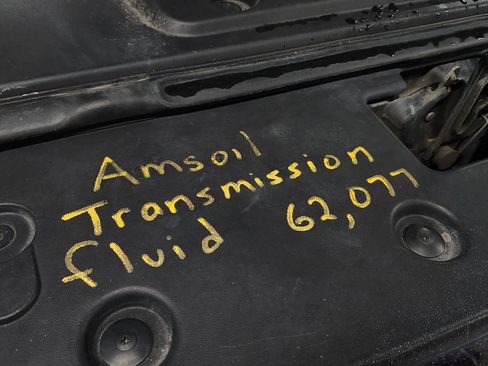 Amsoil
Transmission
fluid 62,077